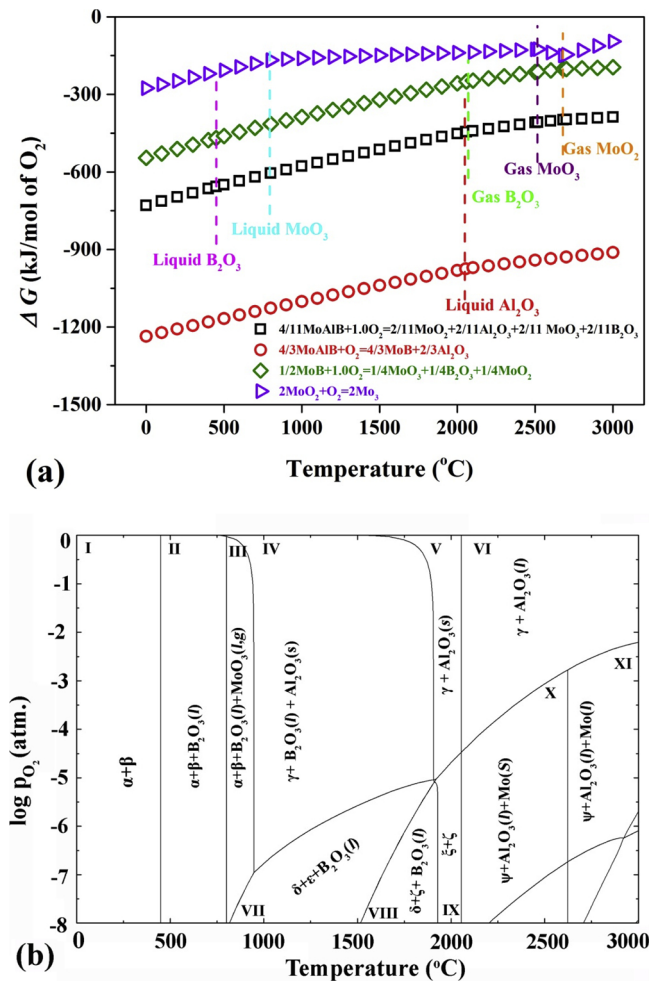 (a)
0
-300
-600
-900
-1200
-1500
ΔG (kJ/mol of O₂)
Gas MoO₂
Gas MoO₃
Gas B₂O₃
Liquid MoO₃
Liquid B₂O₃
Liquid Al₂O₃
4/11MoAlB+1.0O₂=2/11MoO₂+2/11Al₂O₃+2/11 MoO₃+2/11B₂O₃
4/3MoAlB+O₂=4/3MoB+2/3Al₂O₃
1/2MoB+1.0O₂=1/4MoO₃+1/4B₂O₃+1/4MoO₂
2MoO₂+O₂=2Mo₃
0 500 1000 1500 2000 2500 3000
Temperature (°C)
(b)
0
-1
-2
-3
-4
-5
-6
-7
-8
log pO₂ (atm.)
I II III IV V VI
XI
X
VII VIII IX
α+β
α+β+B₂O₃(l)
α+β+B₂O₃(l)+MoO₃(l,g)
γ+ B₂O₃(l) + Al₂O₃(s)
γ + Al₂O₃(s)
γ + Al₂O₃(l)
δ+ε+B₂O₃(l)
δ+ζ+ B₂O₃(l)
ξ+ζ
ψ+Al₂O₃(l)+Mo(S)
ψ+Al₂O₃(l)+Mo(l)
0 500 1000 1500 2000 2500 3000
Temperature (°C)